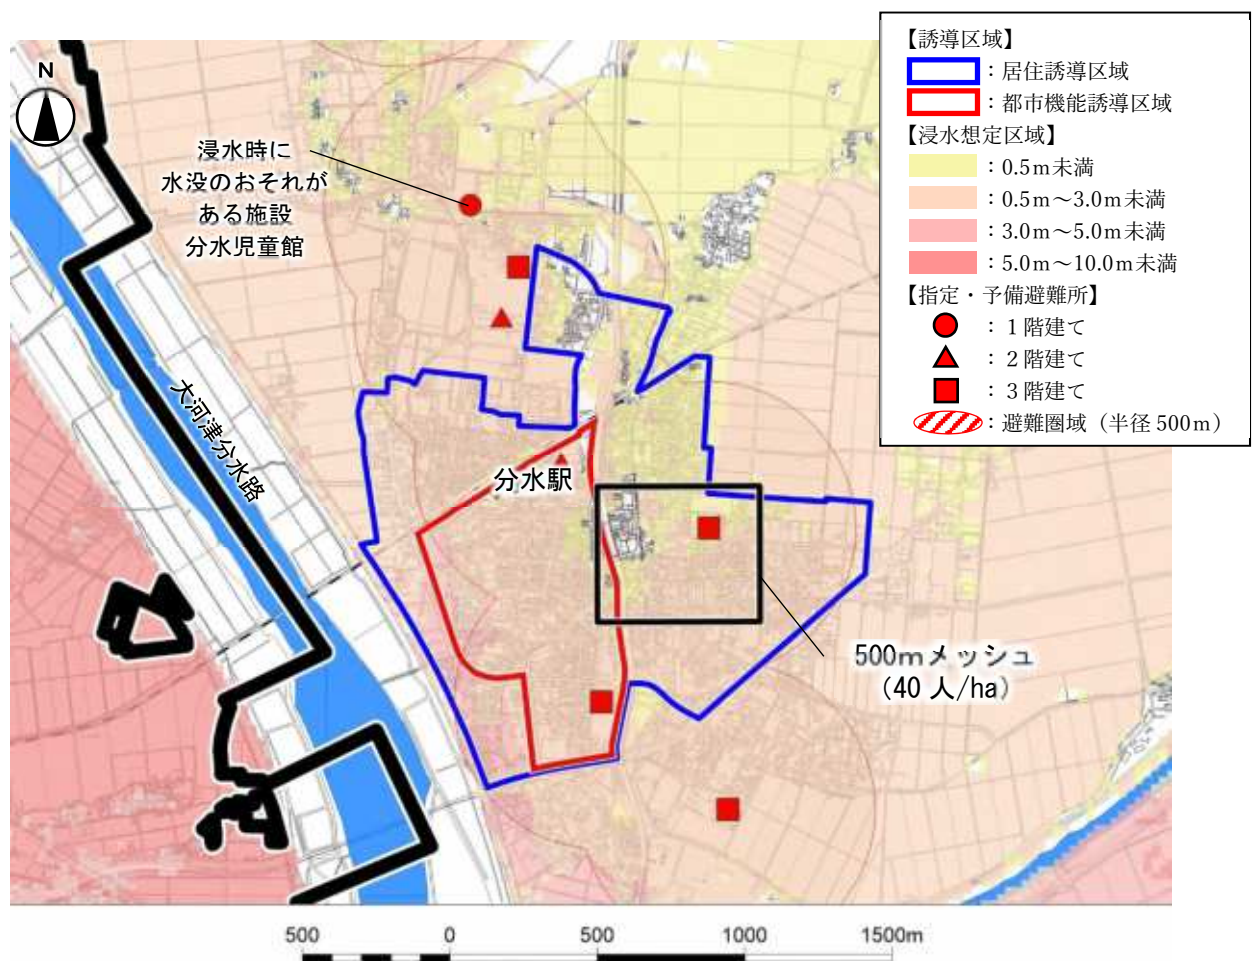 【誘導区域】
：居住誘導区域
：都市機能誘導区域
【浸水想定区域】
：0.5ｍ未満
：0.5ｍ～3.0ｍ未満
：3.0ｍ～5.0ｍ未満
：5.0ｍ～10.0ｍ未満
【指定・予備避難所】
：１階建て
：２階建て
：３階建て
：避難圏域（半径500ｍ）
N
浸水時に
水没のおそれが
ある施設
分水児童館
大河津分水路
分水駅
500ｍメッシュ
（40 人/ha）
500 0 500 1000 1500m